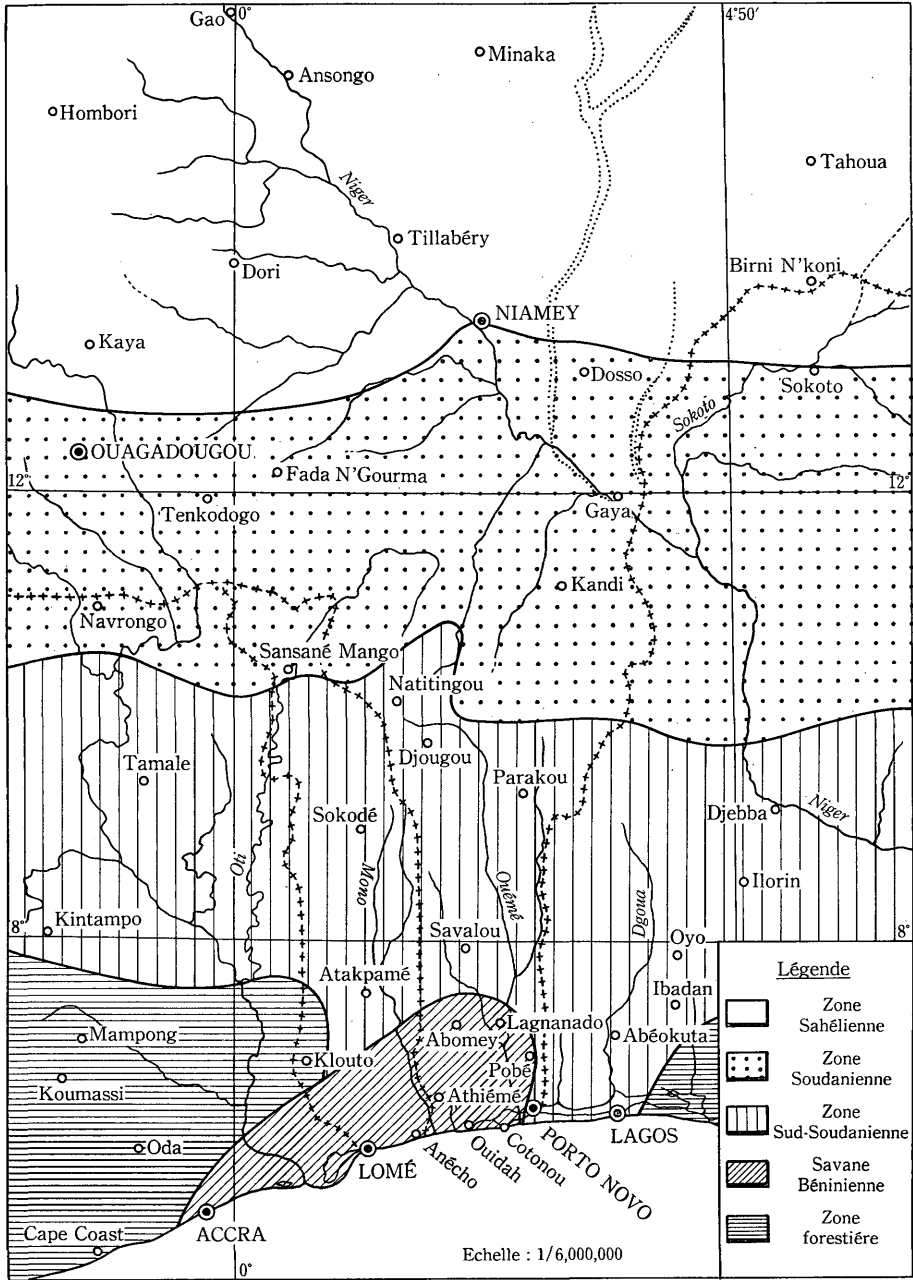 0°
4°50'
Gao
Minaka
Ansongo
Hombori
Tahoua
Niger
Tillabéry
Dori
Birni N'koni
NIAMEY
Kaya
Dosso
Sokoto
Sokoto
OUAGADOUGOU
Fada N'Gourma
12°
12°
Tenkodogo
Gaya
Kandi
Navrongo
Sansané Mango
Natitingou
Djougou
Tamale
Parakou
Djebba
Niger
Sokodé
Oti
Mono
Ouémé
Dgoua
Ilorin
Kintampo
8°
8°
Savalou
Oyo
Atakpamé
Ibadan
Mampong
Abomey
Lagnanado
Abéokuta
Klouto
Pobé
Koumassi
Athiémé
Oda
LOMÉ
Anécho
Ouidah
Cotonou
PORTO NOVO
LAGOS
ACCRA
Cape Coast
0°
Echelle : 1/6,000,000
Légende
Zone
Sahélienne
Zone
Soudanienne
Zone
Sud-Soudanienne
Savane
Béninienne
Zone
forestiére